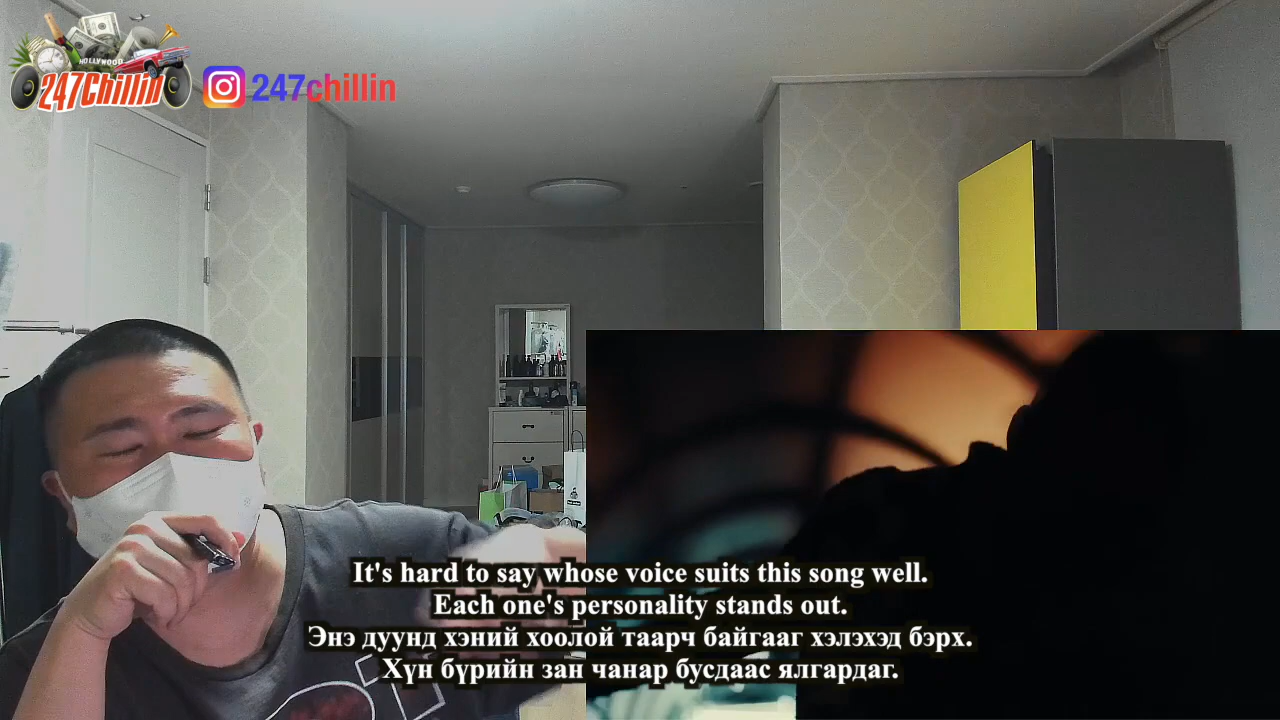 HOLLYWOOD
247Chillin
247chillin
It's hard to say whose voice suits this song well.
Each one's personality stands out.
Энэ дуунд хэний хоолой таарч байгааг хэлэхэд бэрх.
Хүн бүрийн зан чанар бусдаас ялгардаг.